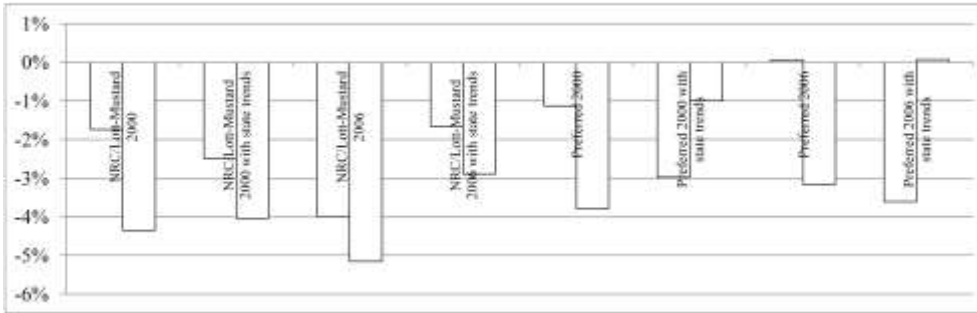 1%
0%
-1%
-2%
-3%
-4%
-5%
-6%
NRC/Lott-Mustard
2000
NRC/Lott-Mustard
2000 with state trends
NRC/Lott-Mustard
2006
NRC/Lott-Mustard
2006 with state trends
Preferred 2000
Preferred 2000 with
state trends
Preferred 2006
Preferred 2006 with
state trends